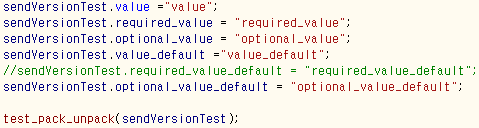 sendVersionTest.value ="value";
sendVersionTest.required_value = "required_value";
sendVersionTest.optional_value = "optional_value";
sendVersionTest.value_default ="value_default";
//sendVersionTest.required_value_default = "required_value_default";
sendVersionTest.optional_value_default = "optional_value_default";
test_pack_unpack(sendVersionTest);